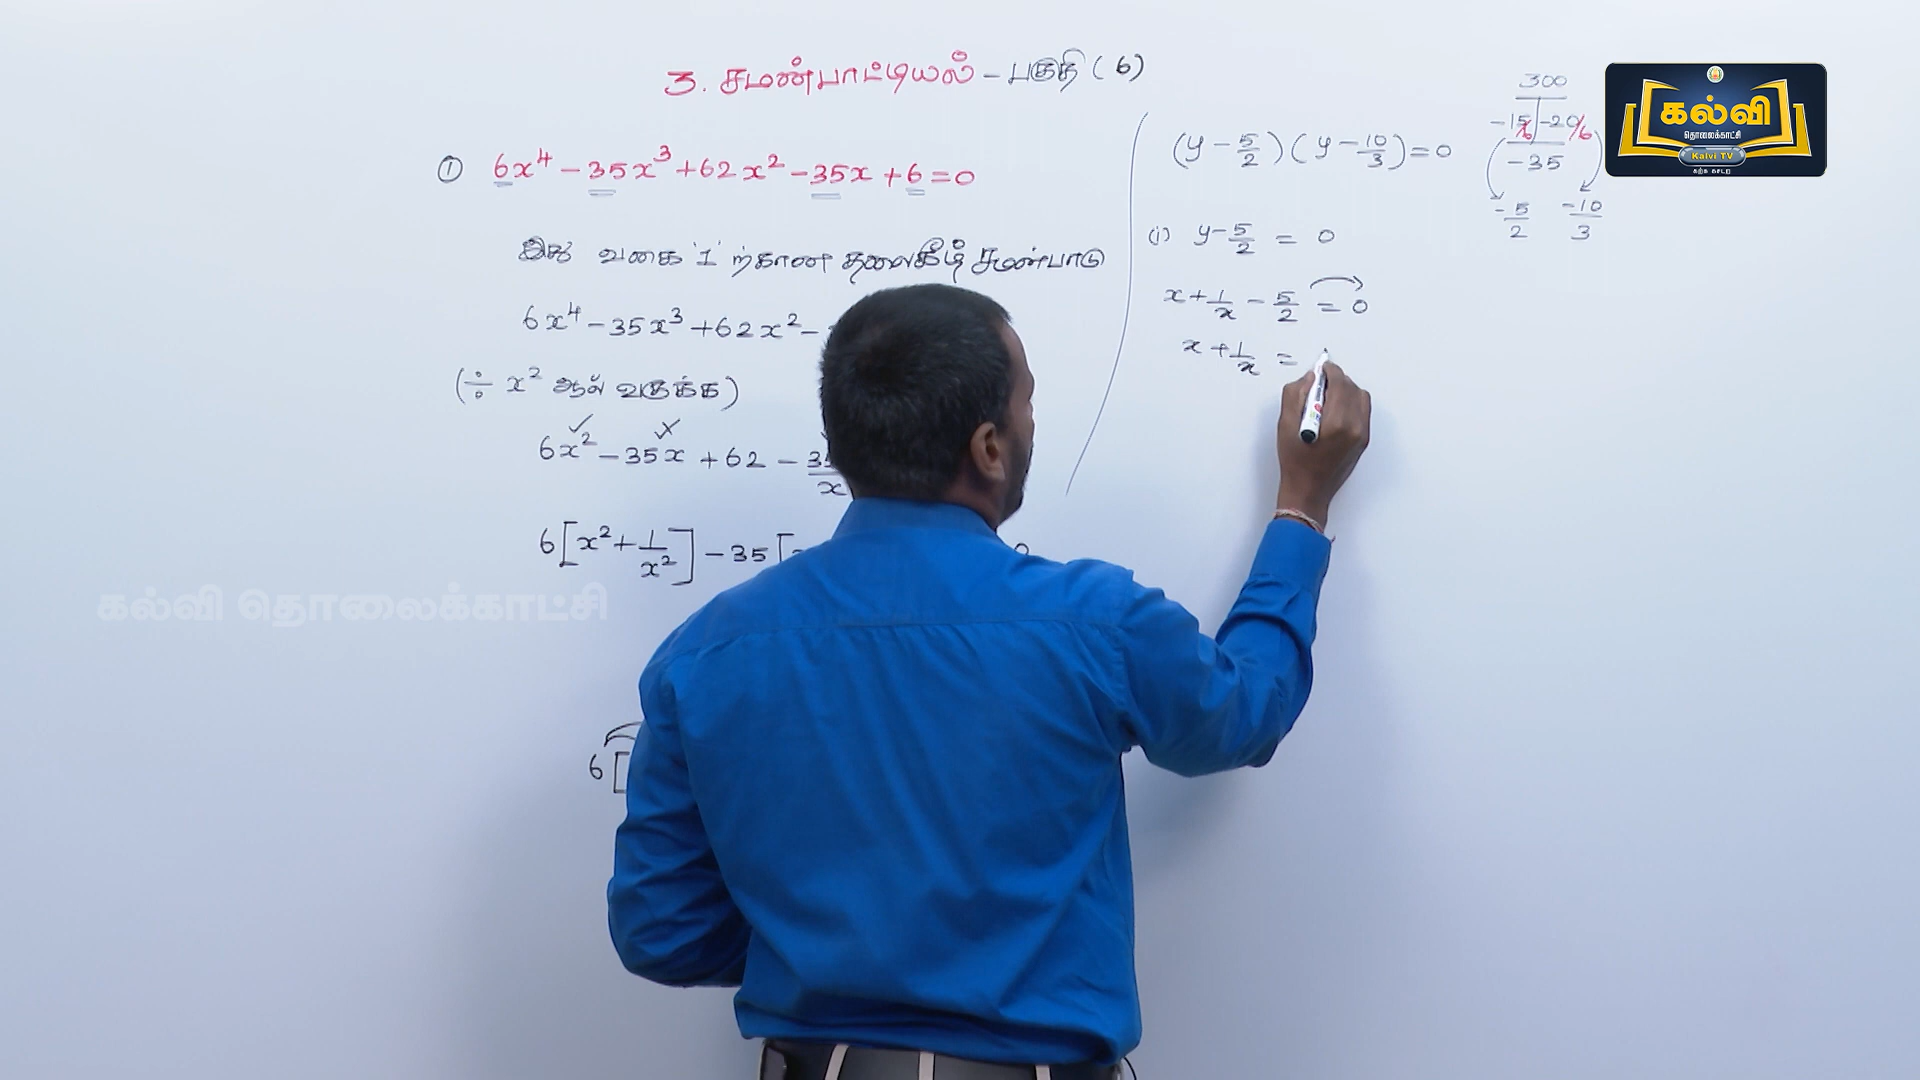 3. சமன்பாட்டியல் – பகுதி (6)
① 6x⁴ – 35x³ + 62x² – 35x + 6 = 0
இது வகை '1' ற்கான தலைகீழ் சமன்பாடு
6x⁴ – 35x³ + 62x² –
(÷ x² ஆல் வகுக்க)
6x² – 35x + 62 – 35/x
6[x² + 1/x²] – 35[
6[
(y – 5/2)(y – 10/3) = 0
(i) y – 5/2 = 0
x + 1/x – 5/2 = 0
x + 1/x =
300
–15/6 –20/6
–35
–5/2 –10/3
கல்வி
தொலைக்காட்சி
Kalvi TV
கற்க கசடற
கல்வி தொலைக்காட்சி